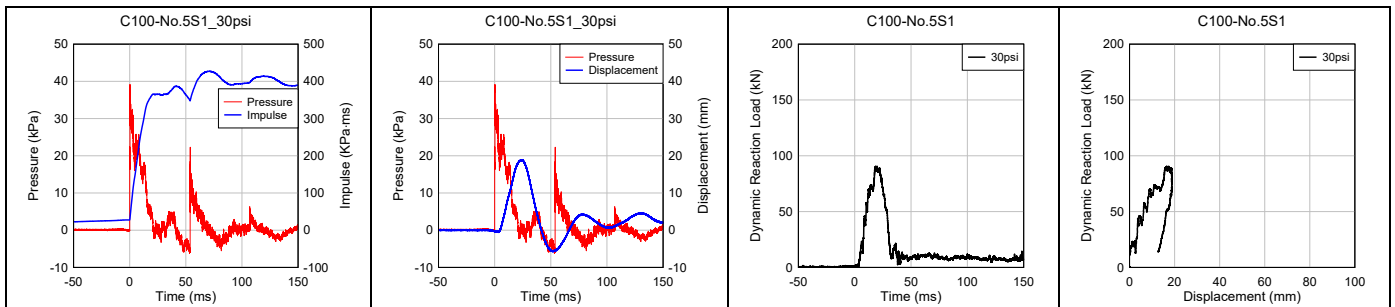 C100-No.5S1_30psi
50
40
30
20
10
0
-10
500
400
300
200
100
0
-100
-50
0
50
100
150
Pressure (kPa)
Impulse (KPa·ms)
Time (ms)
Pressure
Impulse
C100-No.5S1_30psi
50
40
30
20
10
0
-10
50
40
30
20
10
0
-10
-50
0
50
100
150
Pressure (kPa)
Displacement (mm)
Time (ms)
Pressure
Displacement
C100-No.5S1
200
150
100
50
0
-50
0
50
100
150
Dynamic Reaction Load (kN)
Time (ms)
30psi
C100-No.5S1
200
150
100
50
0
0
20
40
60
80
100
Dynamic Reaction Load (kN)
Displacement (mm)
30psi